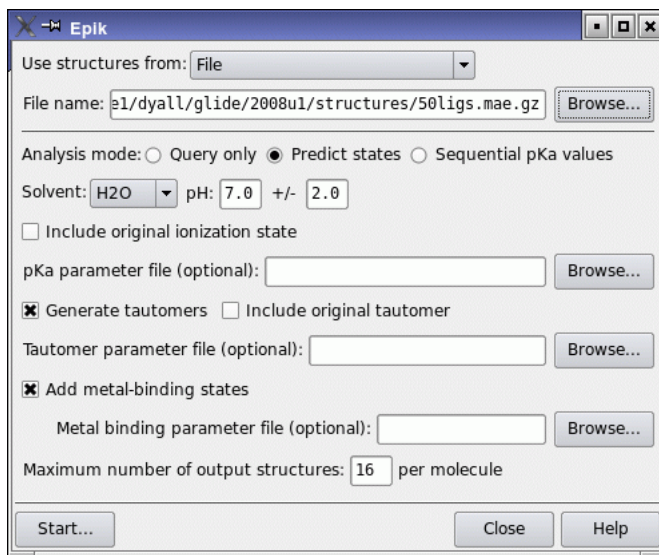 Epik
Use structures from: File
File name: e1/dyall/glide/2008u1/structures/50ligs.mae.gz Browse...
Analysis mode: Query only Predict states Sequential pKa values
Solvent: H2O pH: 7.0 +/- 2.0
Include original ionization state
pKa parameter file (optional): Browse...
Generate tautomers Include original tautomer
Tautomer parameter file (optional): Browse...
Add metal-binding states
Metal binding parameter file (optional): Browse...
Maximum number of output structures: 16 per molecule
Start... Close Help